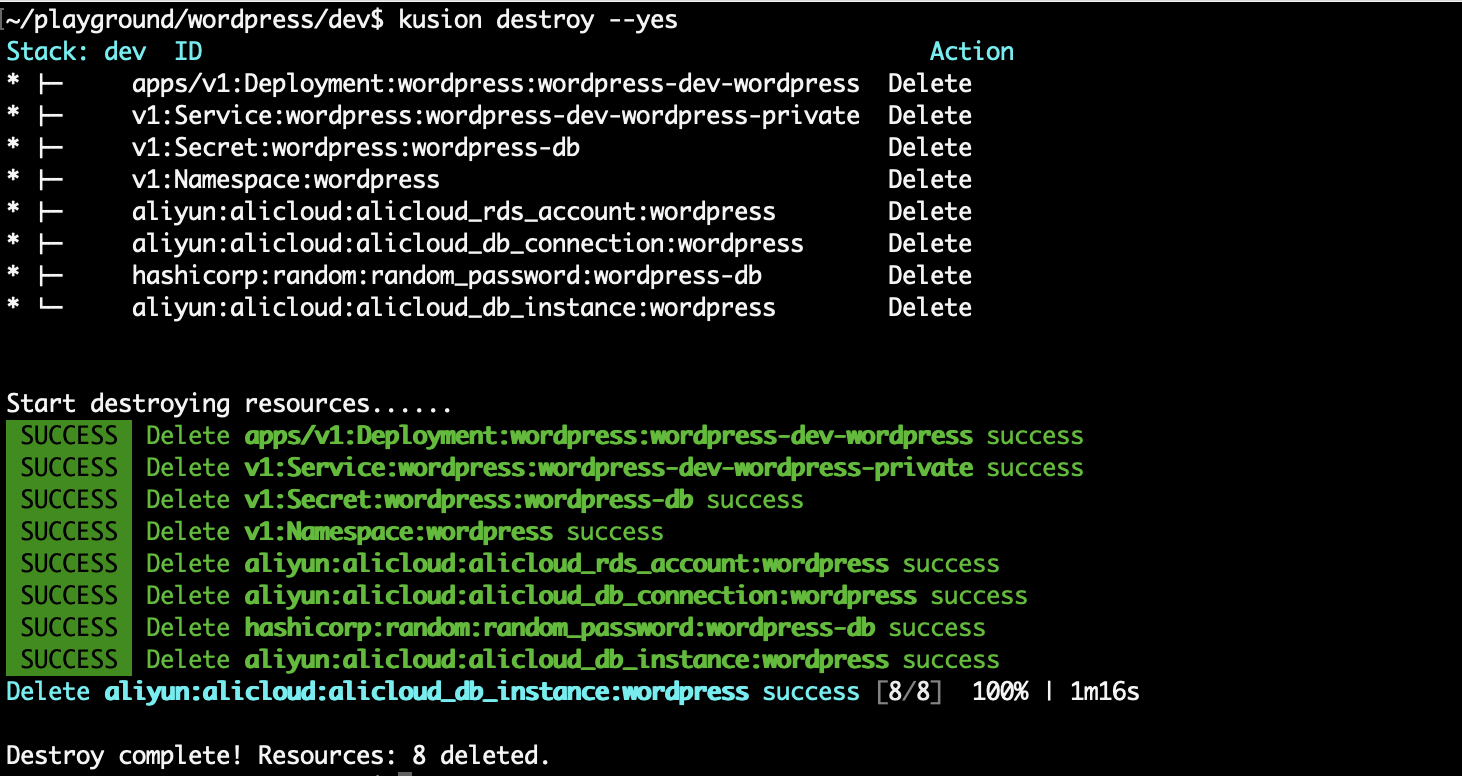 ~/playground/wordpress/dev$ kusion destroy --yes
Stack: dev  ID                                                    Action
* ├─     apps/v1:Deployment:wordpress:wordpress-dev-wordpress  Delete
* ├─     v1:Service:wordpress:wordpress-dev-wordpress-private  Delete
* ├─     v1:Secret:wordpress:wordpress-db                      Delete
* ├─     v1:Namespace:wordpress                                Delete
* ├─     aliyun:alicloud:alicloud_rds_account:wordpress        Delete
* ├─     aliyun:alicloud:alicloud_db_connection:wordpress      Delete
* ├─     hashicorp:random:random_password:wordpress-db         Delete
* └─     aliyun:alicloud:alicloud_db_instance:wordpress        Delete
Start destroying resources......
SUCCESS  Delete apps/v1:Deployment:wordpress:wordpress-dev-wordpress success
SUCCESS  Delete v1:Service:wordpress:wordpress-dev-wordpress-private success
SUCCESS  Delete v1:Secret:wordpress:wordpress-db success
SUCCESS  Delete v1:Namespace:wordpress success
SUCCESS  Delete aliyun:alicloud:alicloud_rds_account:wordpress success
SUCCESS  Delete aliyun:alicloud:alicloud_db_connection:wordpress success
SUCCESS  Delete hashicorp:random:random_password:wordpress-db success
SUCCESS  Delete aliyun:alicloud:alicloud_db_instance:wordpress success
Delete aliyun:alicloud:alicloud_db_instance:wordpress success [8/8]  100% | 1m16s
Destroy complete! Resources: 8 deleted.